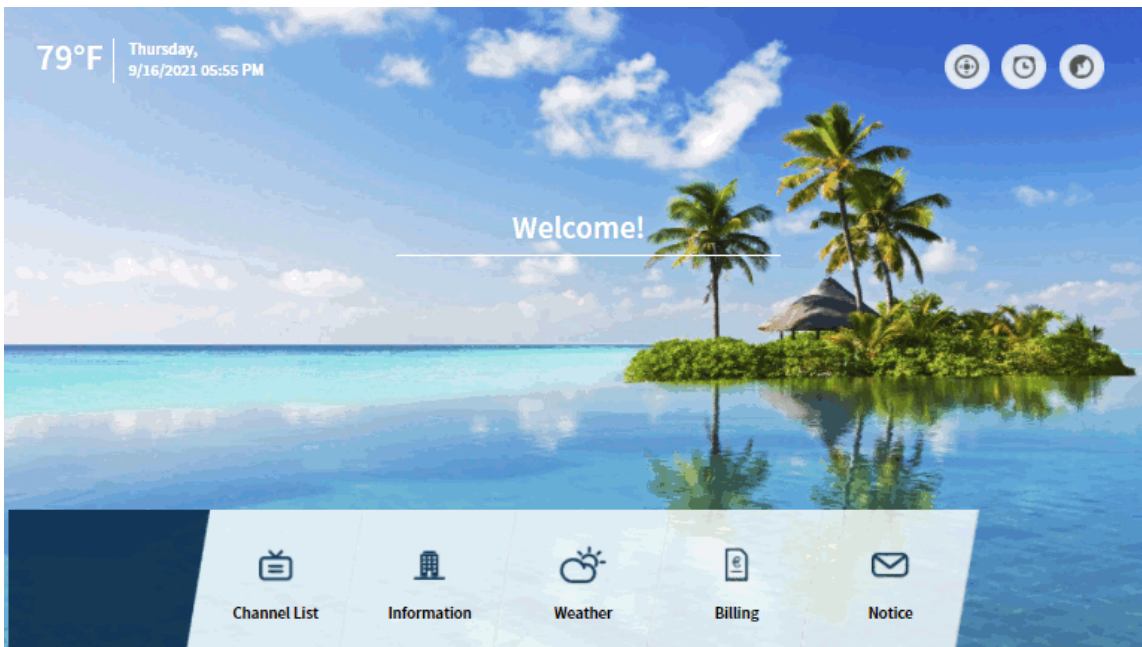 79°F
Thursday,
9/16/2021 05:55 PM
Welcome!
Channel List
Information
Weather
€
Billing
Notice